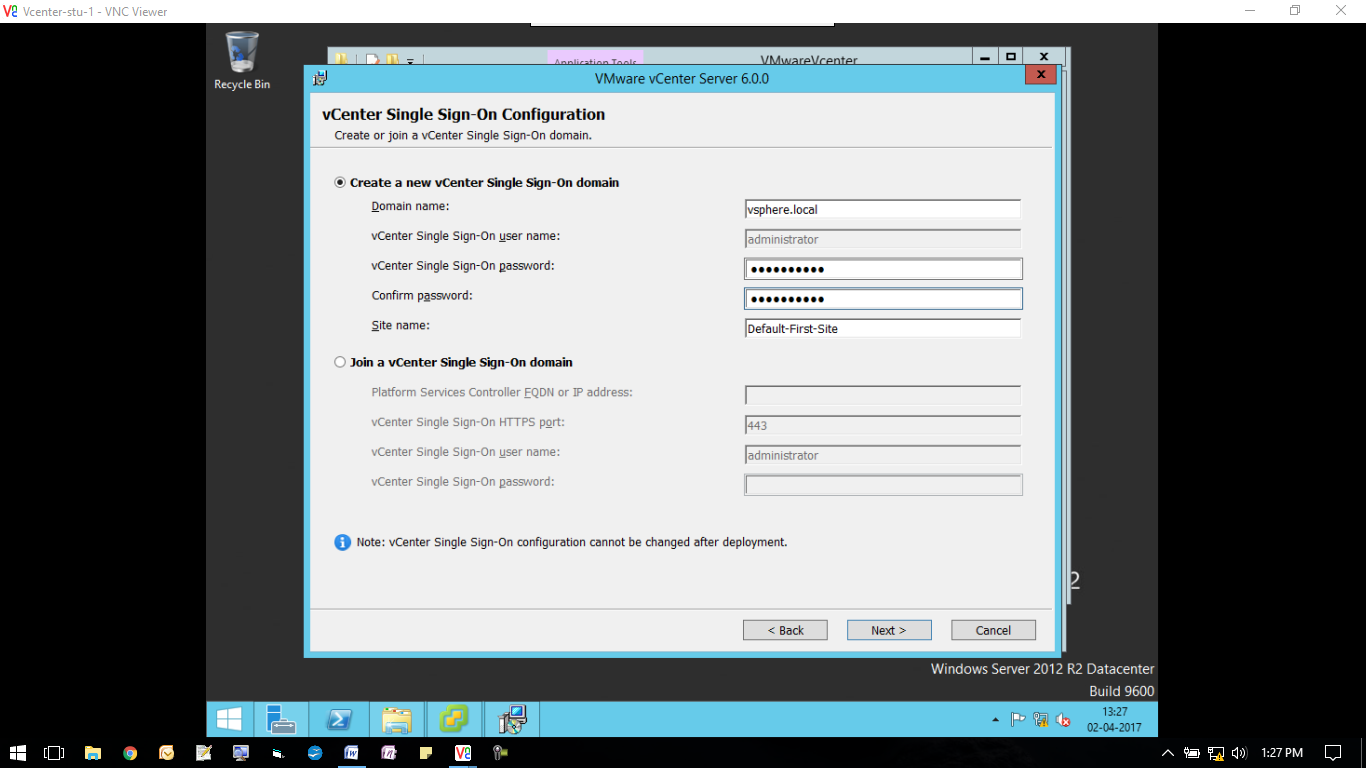 Vcenter-stu-1 - VNC Viewer
Recycle Bin
Application Tools
VMwareVcenter
VMware vCenter Server 6.0.0
vCenter Single Sign-On Configuration
Create or join a vCenter Single Sign-On domain.
Create a new vCenter Single Sign-On domain
Domain name: vsphere.local
vCenter Single Sign-On user name: administrator
vCenter Single Sign-On password: ●●●●●●●●●●
Confirm password: ●●●●●●●●●●
Site name: Default-First-Site
Join a vCenter Single Sign-On domain
Platform Services Controller FQDN or IP address:
vCenter Single Sign-On HTTPS port: 443
vCenter Single Sign-On user name: administrator
vCenter Single Sign-On password:
Note: vCenter Single Sign-On configuration cannot be changed after deployment.
2
< Back Next > Cancel
Windows Server 2012 R2 Datacenter
Build 9600
13:27
02-04-2017
1:27 PM